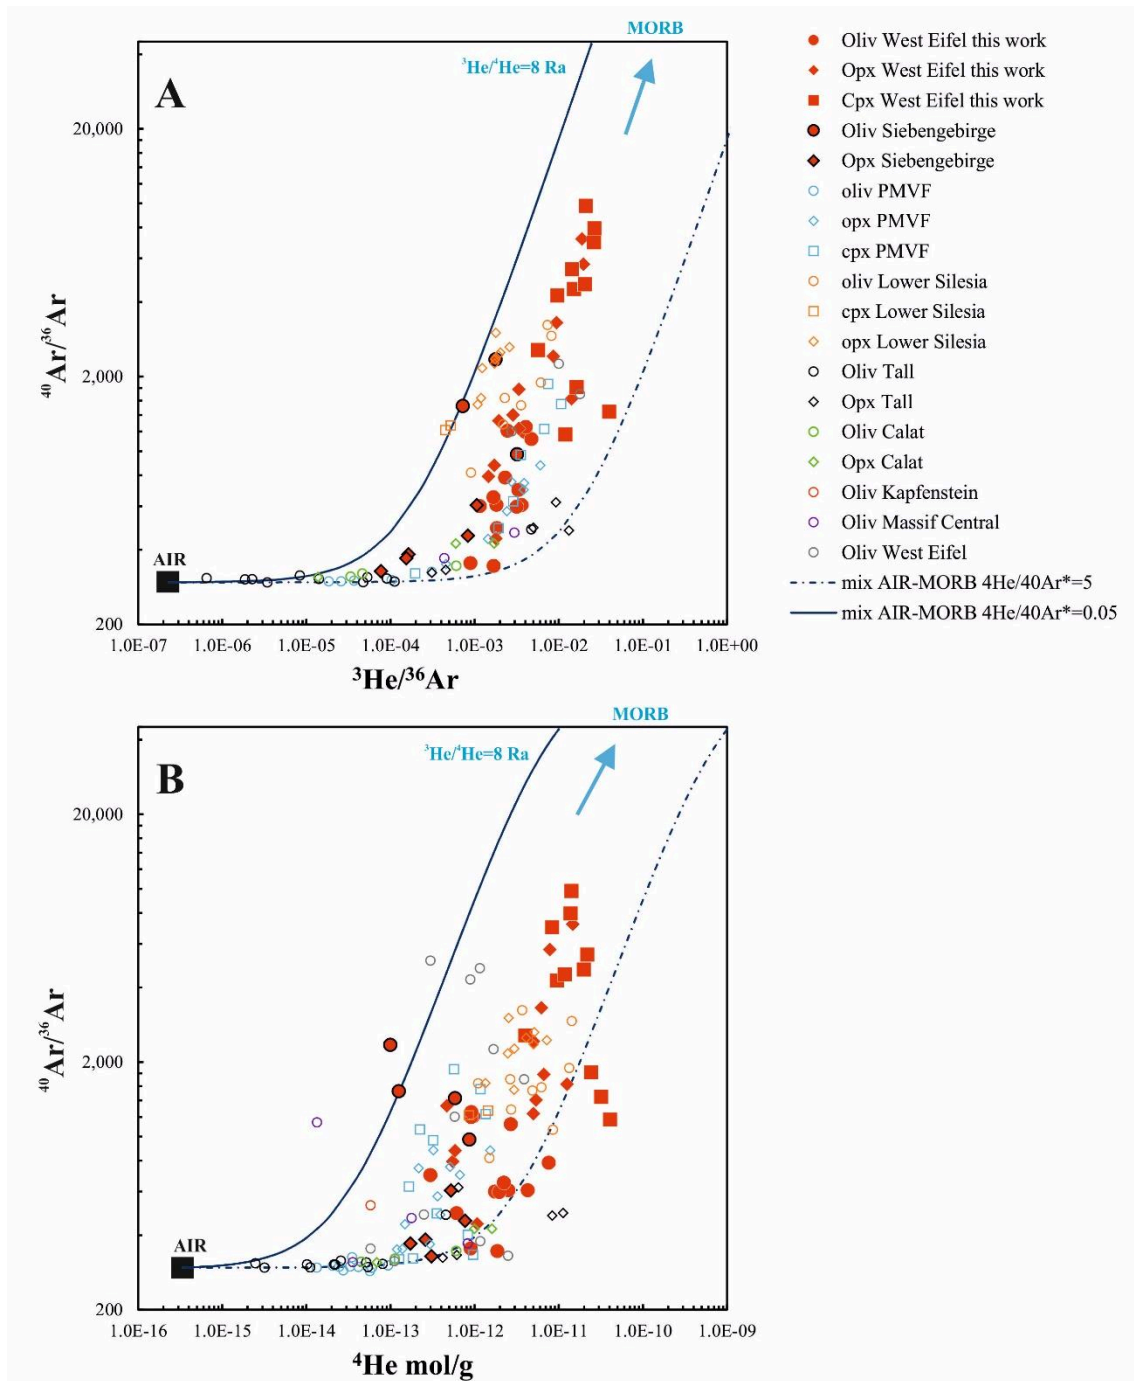 MORB
³He/⁴He=8 Ra
A
20,000
2,000
200
⁴⁰Ar/³⁶Ar
AIR
1.0E-07 1.0E-06 1.0E-05 1.0E-04 1.0E-03 1.0E-02 1.0E-01 1.0E+00
³He/³⁶Ar
Oliv West Eifel this work
Opx West Eifel this work
Cpx West Eifel this work
Oliv Siebengebirge
Opx Siebengebirge
oliv PMVF
opx PMVF
cpx PMVF
oliv Lower Silesia
cpx Lower Silesia
opx Lower Silesia
Oliv Tall
Opx Tall
Oliv Calat
Opx Calat
Oliv Kapfenstein
Oliv Massif Central
Oliv West Eifel
mix AIR-MORB 4He/40Ar*=5
mix AIR-MORB 4He/40Ar*=0.05
MORB
³He/⁴He=8 Ra
B
20,000
2,000
200
⁴⁰Ar/³⁶Ar
AIR
1.0E-16 1.0E-15 1.0E-14 1.0E-13 1.0E-12 1.0E-11 1.0E-10 1.0E-09
⁴He mol/g